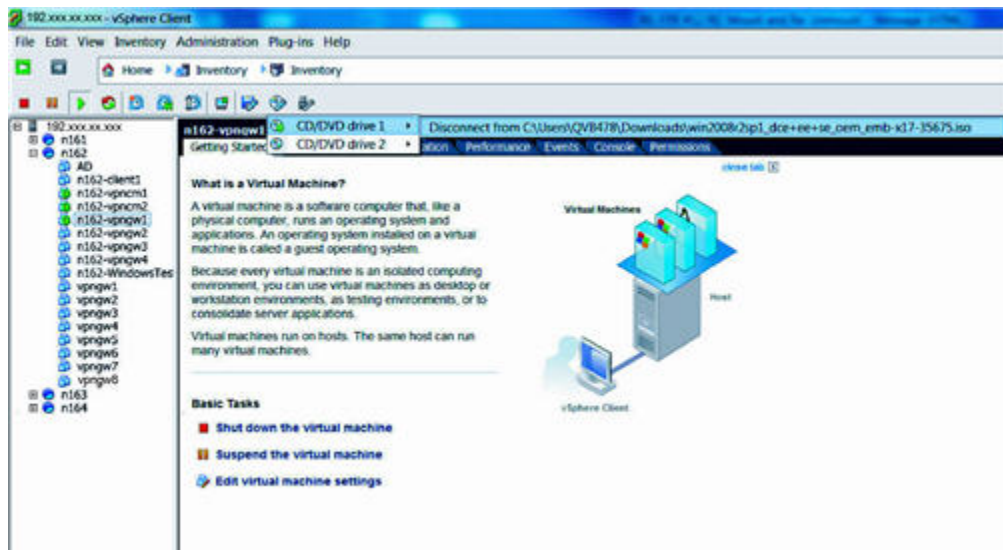 192.xxx.xx.xxx - vSphere Client
File Edit View Inventory Administration Plug-ins Help
Home Inventory Inventory
192.xxx.xx.xxx
n161
n162
AD
n162-client1
n162-vpncm1
n162-vpncm2
n162-vpngw1
n162-vpngw2
n162-vpngw3
n162-vpngw4
n162-WindowsTes
vpngw1
vpngw2
vpngw3
vpngw4
vpngw5
vpngw6
vpngw7
vpngw8
n163
n164
n162-vpngw1
CD/DVD drive 1
Disconnect from C:\Users\QVB478\Downloads\win2008r2sp1_dce+ee+se_oem_emb-x17-35675.iso
CD/DVD drive 2
Getting Started ation Performance Events Console Permissions
close tab
What is a Virtual Machine?
A virtual machine is a software computer that, like a
physical computer, runs an operating system and
applications. An operating system installed on a virtual
machine is called a guest operating system.
Because every virtual machine is an isolated computing
environment, you can use virtual machines as desktop or
workstation environments, as testing environments, or to
consolidate server applications.
Virtual machines run on hosts. The same host can run
many virtual machines.
Virtual Machines
Host
vSphere Client
Basic Tasks
Shut down the virtual machine
Suspend the virtual machine
Edit virtual machine settings